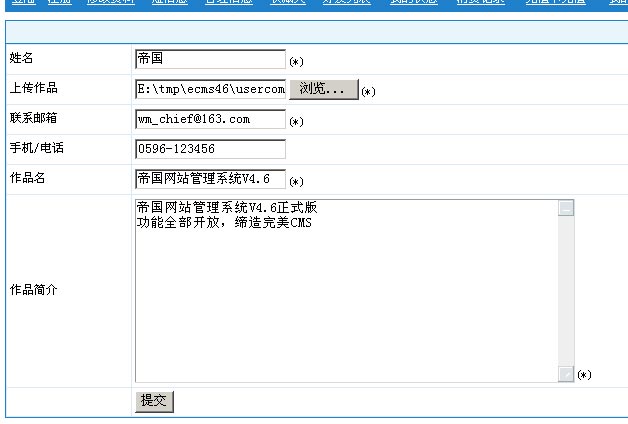 姓名 帝国 (*)
上传作品 E:\tmp\ecms46\usercom 浏览... (*)
联系邮箱 wm_chief@163.com (*)
手机/电话 0596-123456
作品名 帝国网站管理系统V4.6 (*)
帝国网站管理系统V4.6正式版
功能全部开放，缔造完美CMS
作品简介
(*)
提交